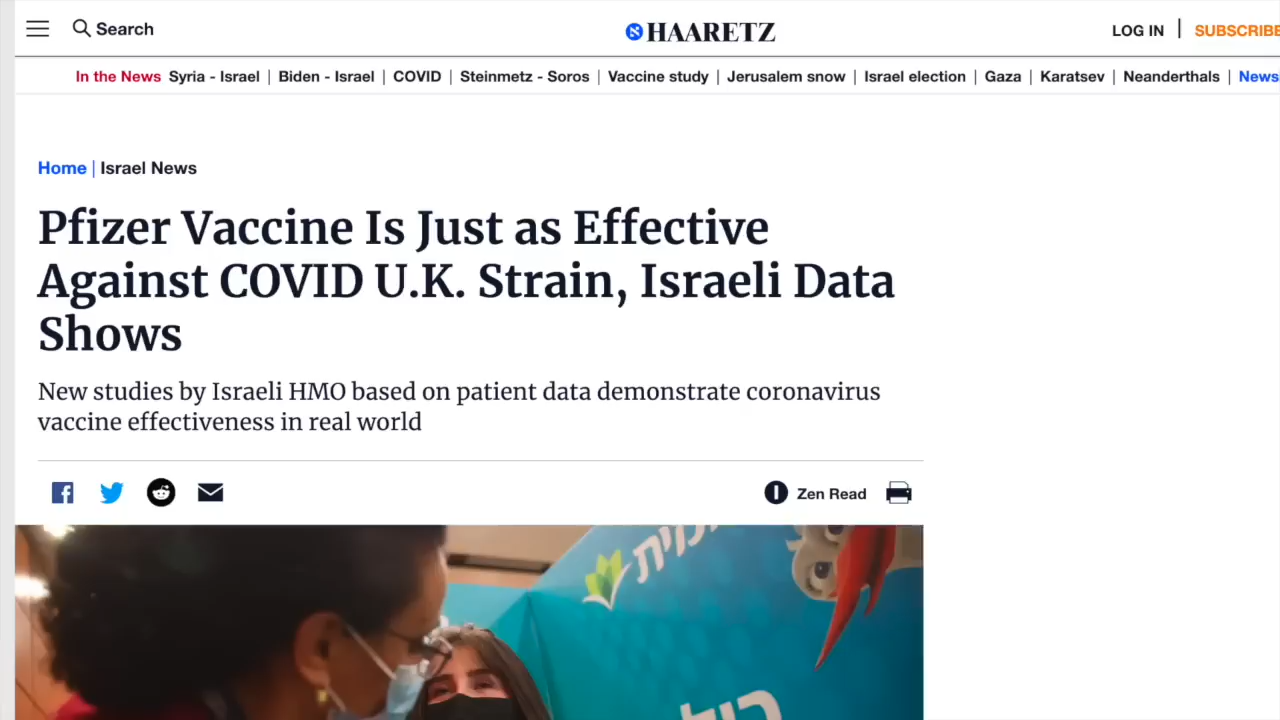 Search
HAARETZ
LOG IN | SUBSCRIBE
In the News Syria - Israel | Biden - Israel | COVID | Steinmetz - Soros | Vaccine study | Jerusalem snow | Israel election | Gaza | Karatsev | Neanderthals | News
Home | Israel News
Pfizer Vaccine Is Just as Effective
Against COVID U.K. Strain, Israeli Data
Shows
New studies by Israeli HMO based on patient data demonstrate coronavirus
vaccine effectiveness in real world
Zen Read